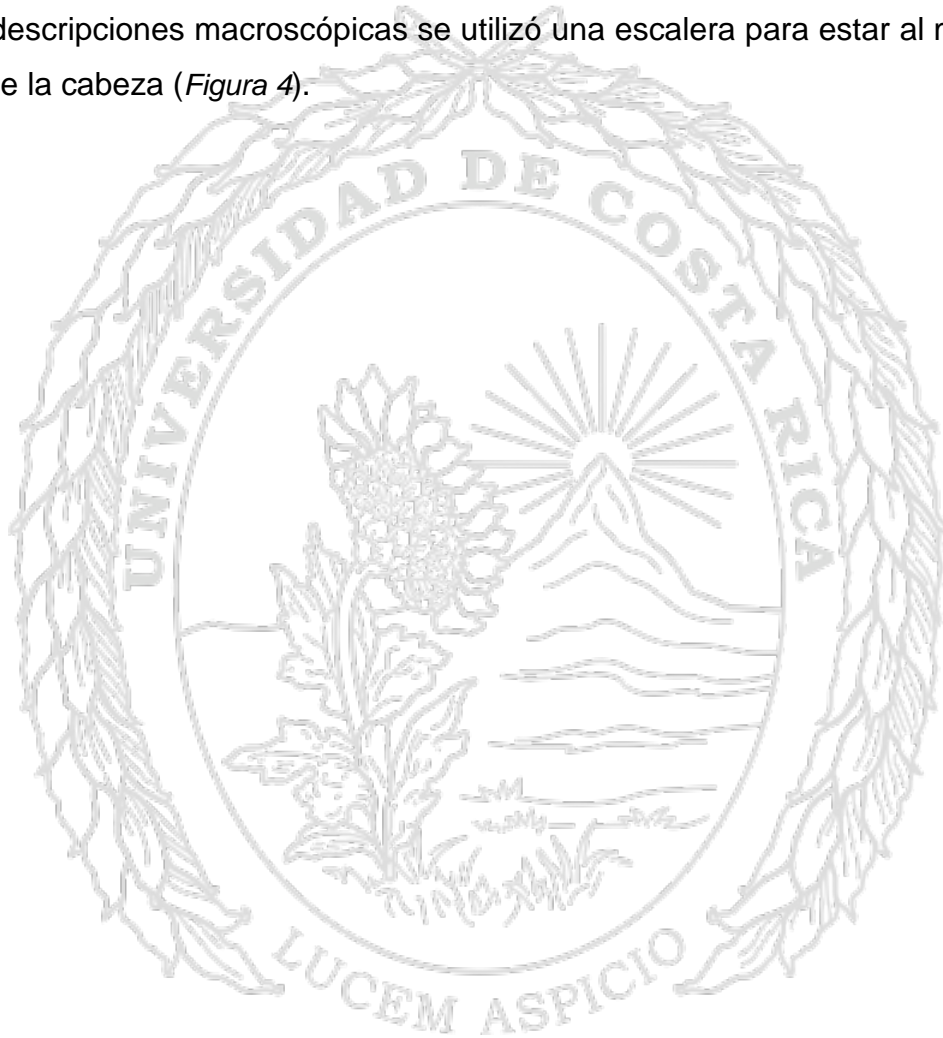 descripciones macroscópicas se utilizó una escalera para estar al
e la cabeza (Figura 4).
UNIVERSIDAD DE COSTA RICA
LUCEM ASPICIO